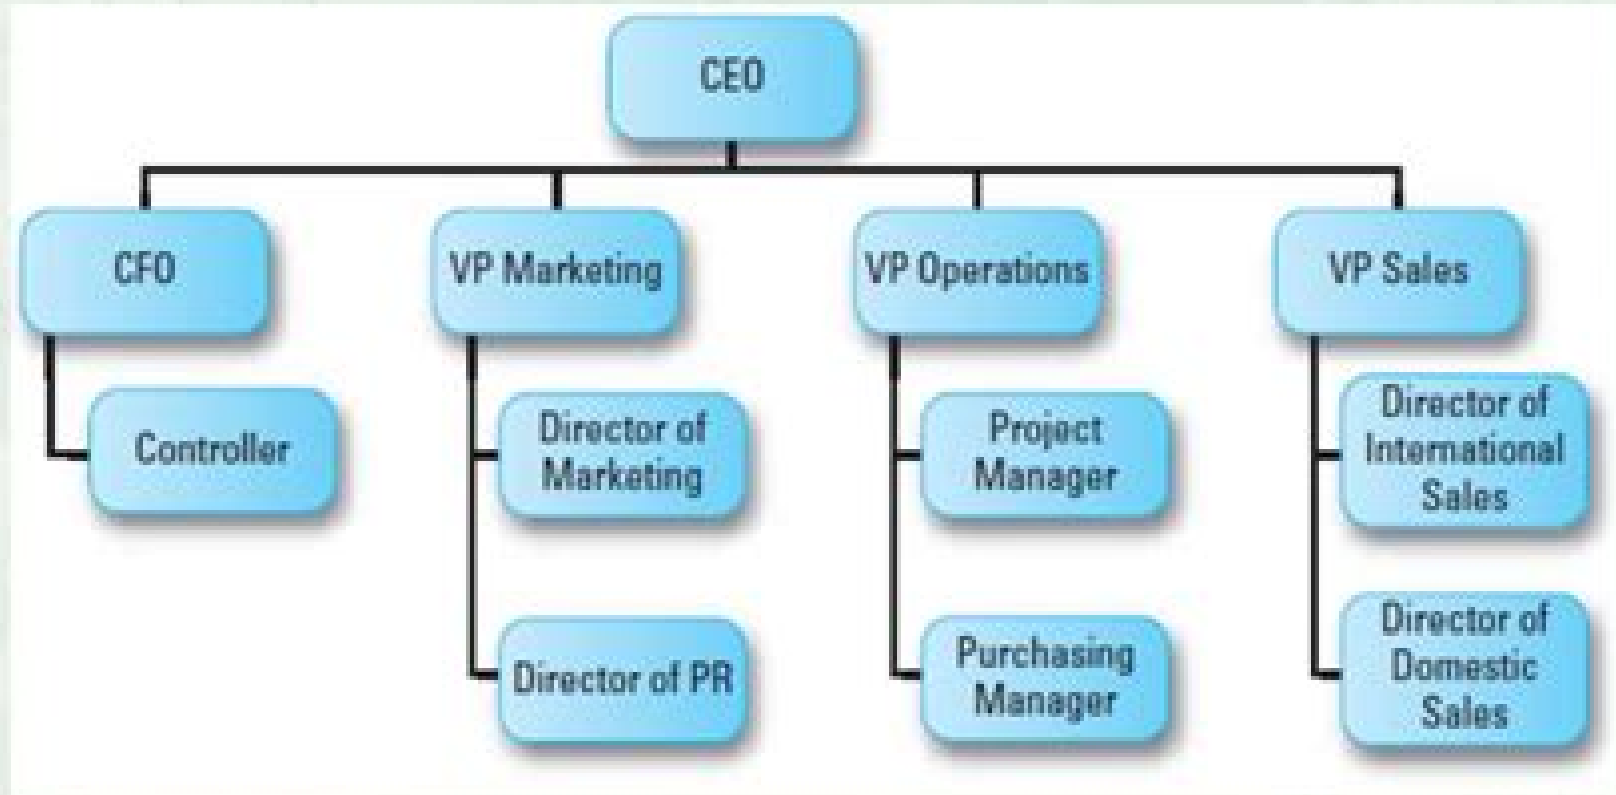 CEO
CFO
VP Marketing
VP Operations
VP Sales
Controller
Director of
Marketing
Project
Manager
Director of
International
Sales
Director of PR
Purchasing
Manager
Director of
Domestic
Sales